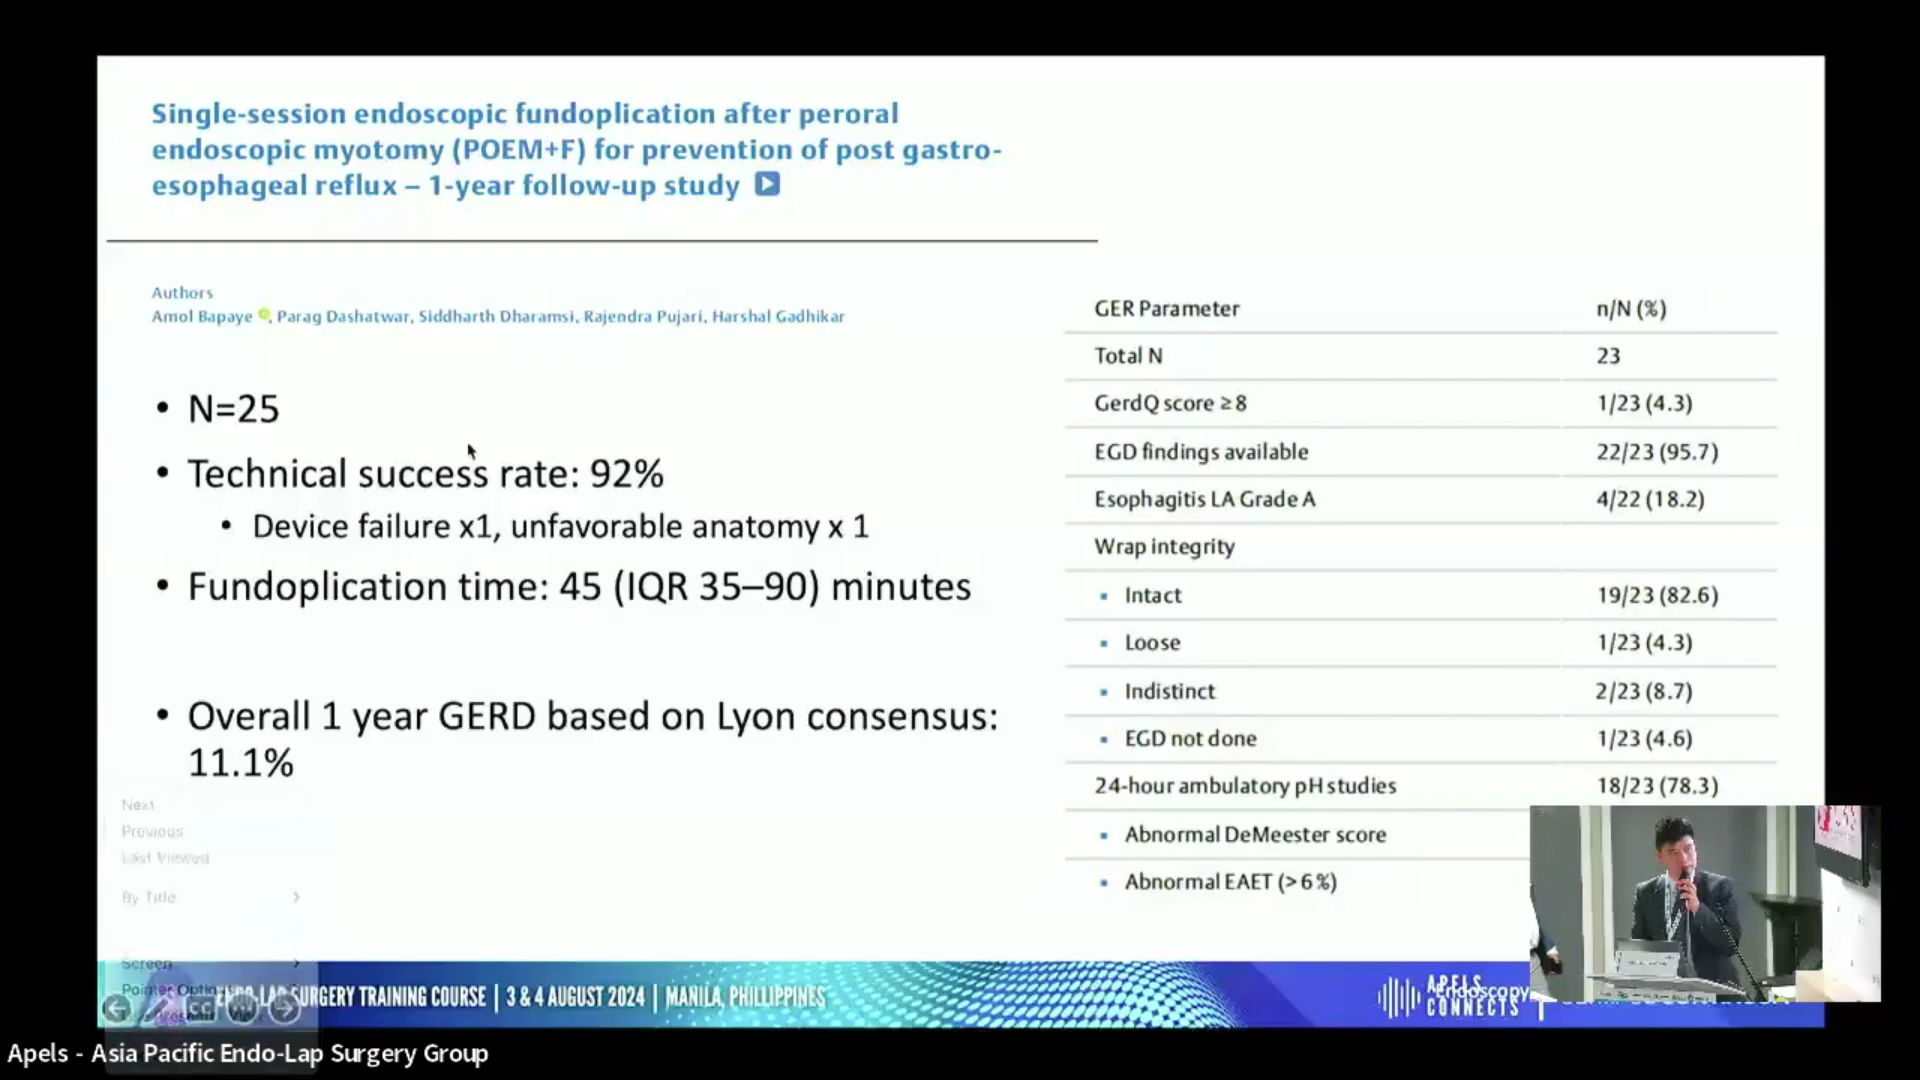 Single-session endoscopic fundoplication after peroral
endoscopic myotomy (POEM+F) for prevention of post gastro-
esophageal reflux – 1-year follow-up study
Authors
Amol Bapaye, Parag Dashatwar, Siddharth Dharamsi, Rajendra Pujari, Harshal Gadhikar
• N=25
• Technical success rate: 92%
• Device failure x1, unfavorable anatomy x 1
• Fundoplication time: 45 (IQR 35–90) minutes
• Overall 1 year GERD based on Lyon consensus:
11.1%
GER Parameter n/N (%)
Total N 23
GerdQ score ≥8 1/23 (4.3)
EGD findings available 22/23 (95.7)
Esophagitis LA Grade A 4/22 (18.2)
Wrap integrity
▪ Intact 19/23 (82.6)
▪ Loose 1/23 (4.3)
▪ Indistinct 2/23 (8.7)
▪ EGD not done 1/23 (4.6)
24-hour ambulatory pH studies 18/23 (78.3)
▪ Abnormal DeMeester score
▪ Abnormal EAET (>6%)
Next
Previous
Last Viewed
By Title
Screen
SURGERY TRAINING COURSE | 3 & 4 AUGUST 2024 | MANILA, PHILLIPPINES
APELS
CONNECTS
Endoscopy
Apels - Asia Pacific Endo-Lap Surgery Group